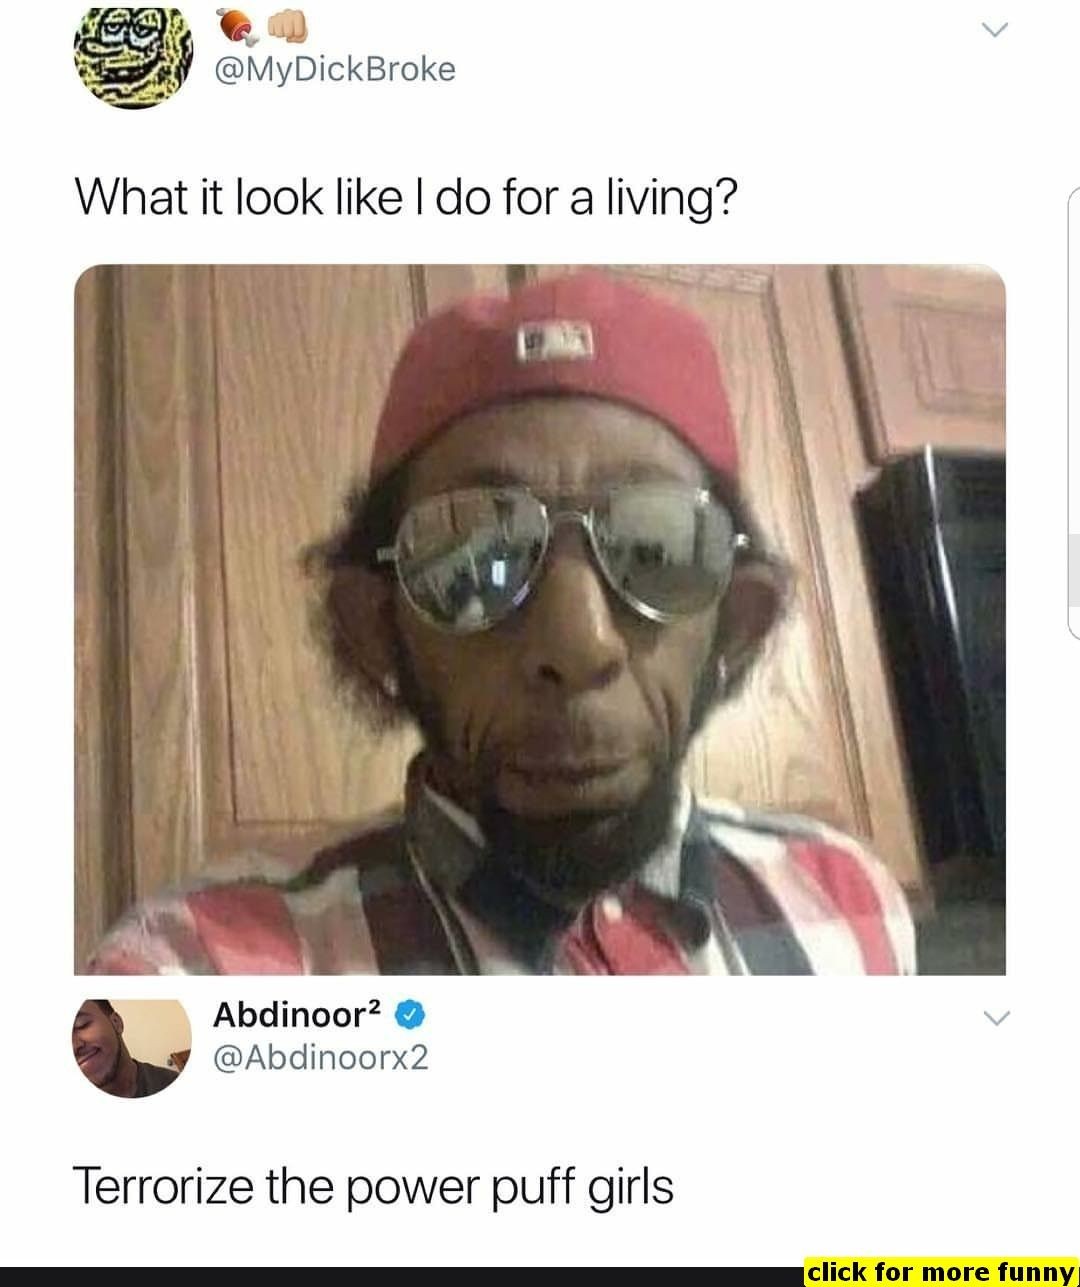 @MyDickBroke
What it look like I do for a living?
Abdinoor²
@Abdinoorx2
Terrorize the power puff girls
click for more funny